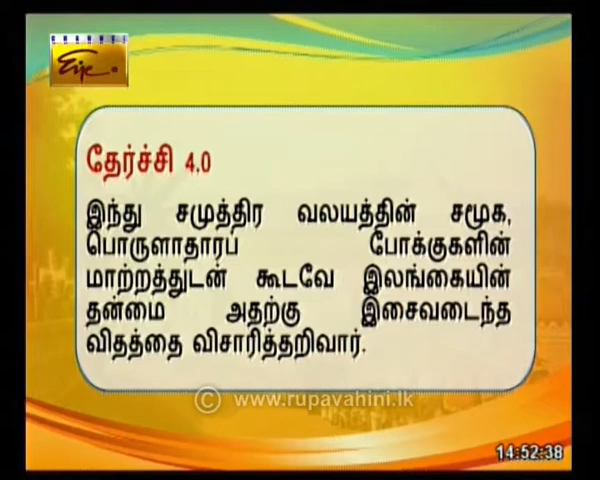 Eye
தேர்ச்சி 4.0
இந்து சமுத்திர வலயத்தின் சமூக,
பொருளாதாரப் போக்குகளின்
மாற்றத்துடன் கூடவே இலங்கையின்
தன்மை அதற்கு இசைவடைந்த
விதத்தை விசாரித்தறிவார்.
© www.rupavahini.lk
14:52:38